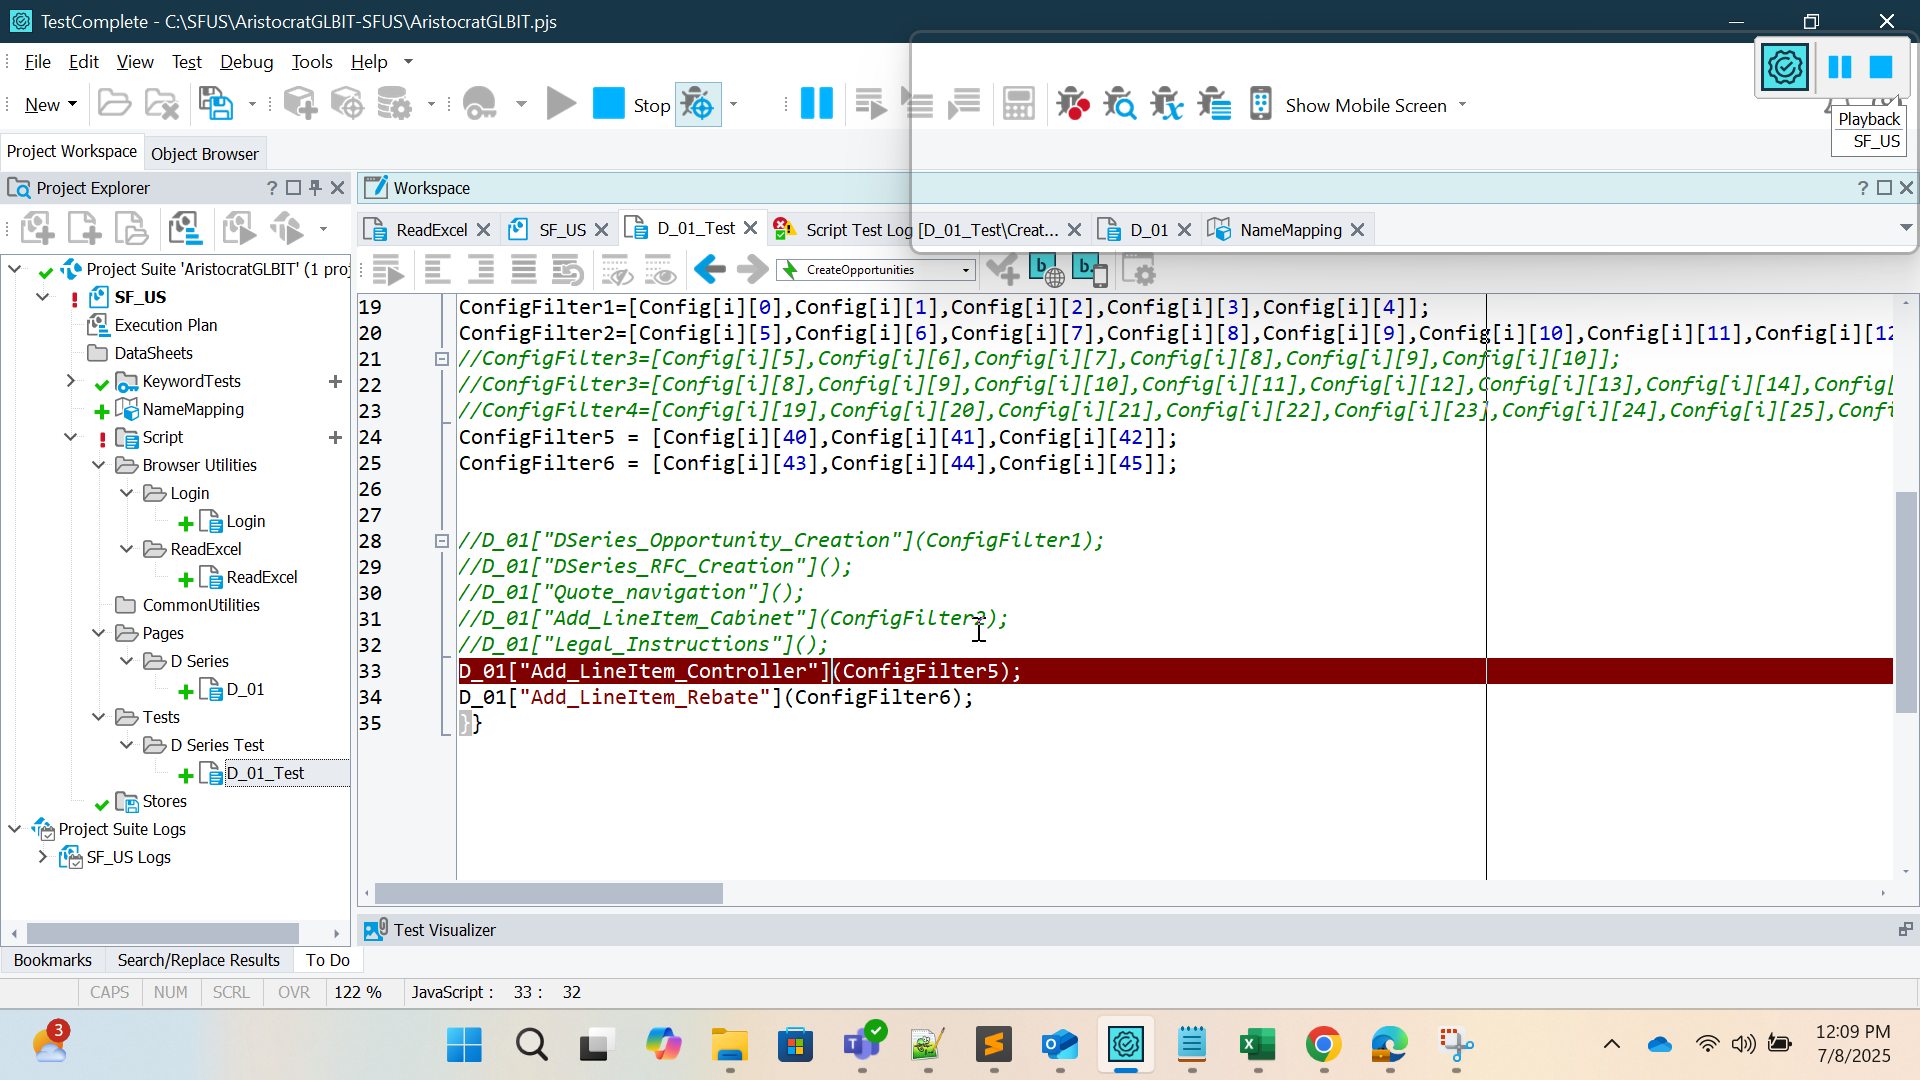 TestComplete - C:\SFUS\AristocratGLBIT-SFUS\AristocratGLBIT.pjs
File Edit View Test Debug Tools Help
New
Stop
Show Mobile Screen
Playback
SF_US
Project Workspace
Object Browser
Project Explorer
?
Workspace
?
ReadExcel
SF_US
D_01_Test
Script Test Log [D_01_Test\Creat...
D_01
NameMapping
CreateOpportunities
Project Suite 'AristocratGLBIT' (1 proj
SF_US
Execution Plan
DataSheets
KeywordTests
NameMapping
Script
Browser Utilities
Login
Login
ReadExcel
ReadExcel
CommonUtilities
Pages
D Series
D_01
Tests
D Series Test
D_01_Test
Stores
Project Suite Logs
SF_US Logs
19 ConfigFilter1=[Config[i][0],Config[i][1],Config[i][2],Config[i][3],Config[i][4]];
20 ConfigFilter2=[Config[i][5],Config[i][6],Config[i][7],Config[i][8],Config[i][9],Config[i][10],Config[i][11],Config[i][12
21 //ConfigFilter3=[Config[i][5],Config[i][6],Config[i][7],Config[i][8],Config[i][9],Config[i][10]];
22 //ConfigFilter3=[Config[i][8],Config[i][9],Config[i][10],Config[i][11],Config[i][12],Config[i][13],Config[i][14],Config[
23 //ConfigFilter4=[Config[i][19],Config[i][20],Config[i][21],Config[i][22],Config[i][23],Config[i][24],Config[i][25],Confi
24 ConfigFilter5 = [Config[i][40],Config[i][41],Config[i][42]];
25 ConfigFilter6 = [Config[i][43],Config[i][44],Config[i][45]];
26
27
28 //D_01["DSeries_Opportunity_Creation"](ConfigFilter1);
29 //D_01["DSeries_RFC_Creation"]();
30 //D_01["Quote_navigation"]();
31 //D_01["Add_LineItem_Cabinet"](ConfigFilter2);
32 //D_01["Legal_Instructions"]();
33 D_01["Add_LineItem_Controller"](ConfigFilter5);
34 D_01["Add_LineItem_Rebate"](ConfigFilter6);
35 }}
Test Visualizer
Bookmarks
Search/Replace Results
To Do
CAPS NUM SCRL OVR 122 % JavaScript : 33 : 32
3
12:09 PM
7/8/2025